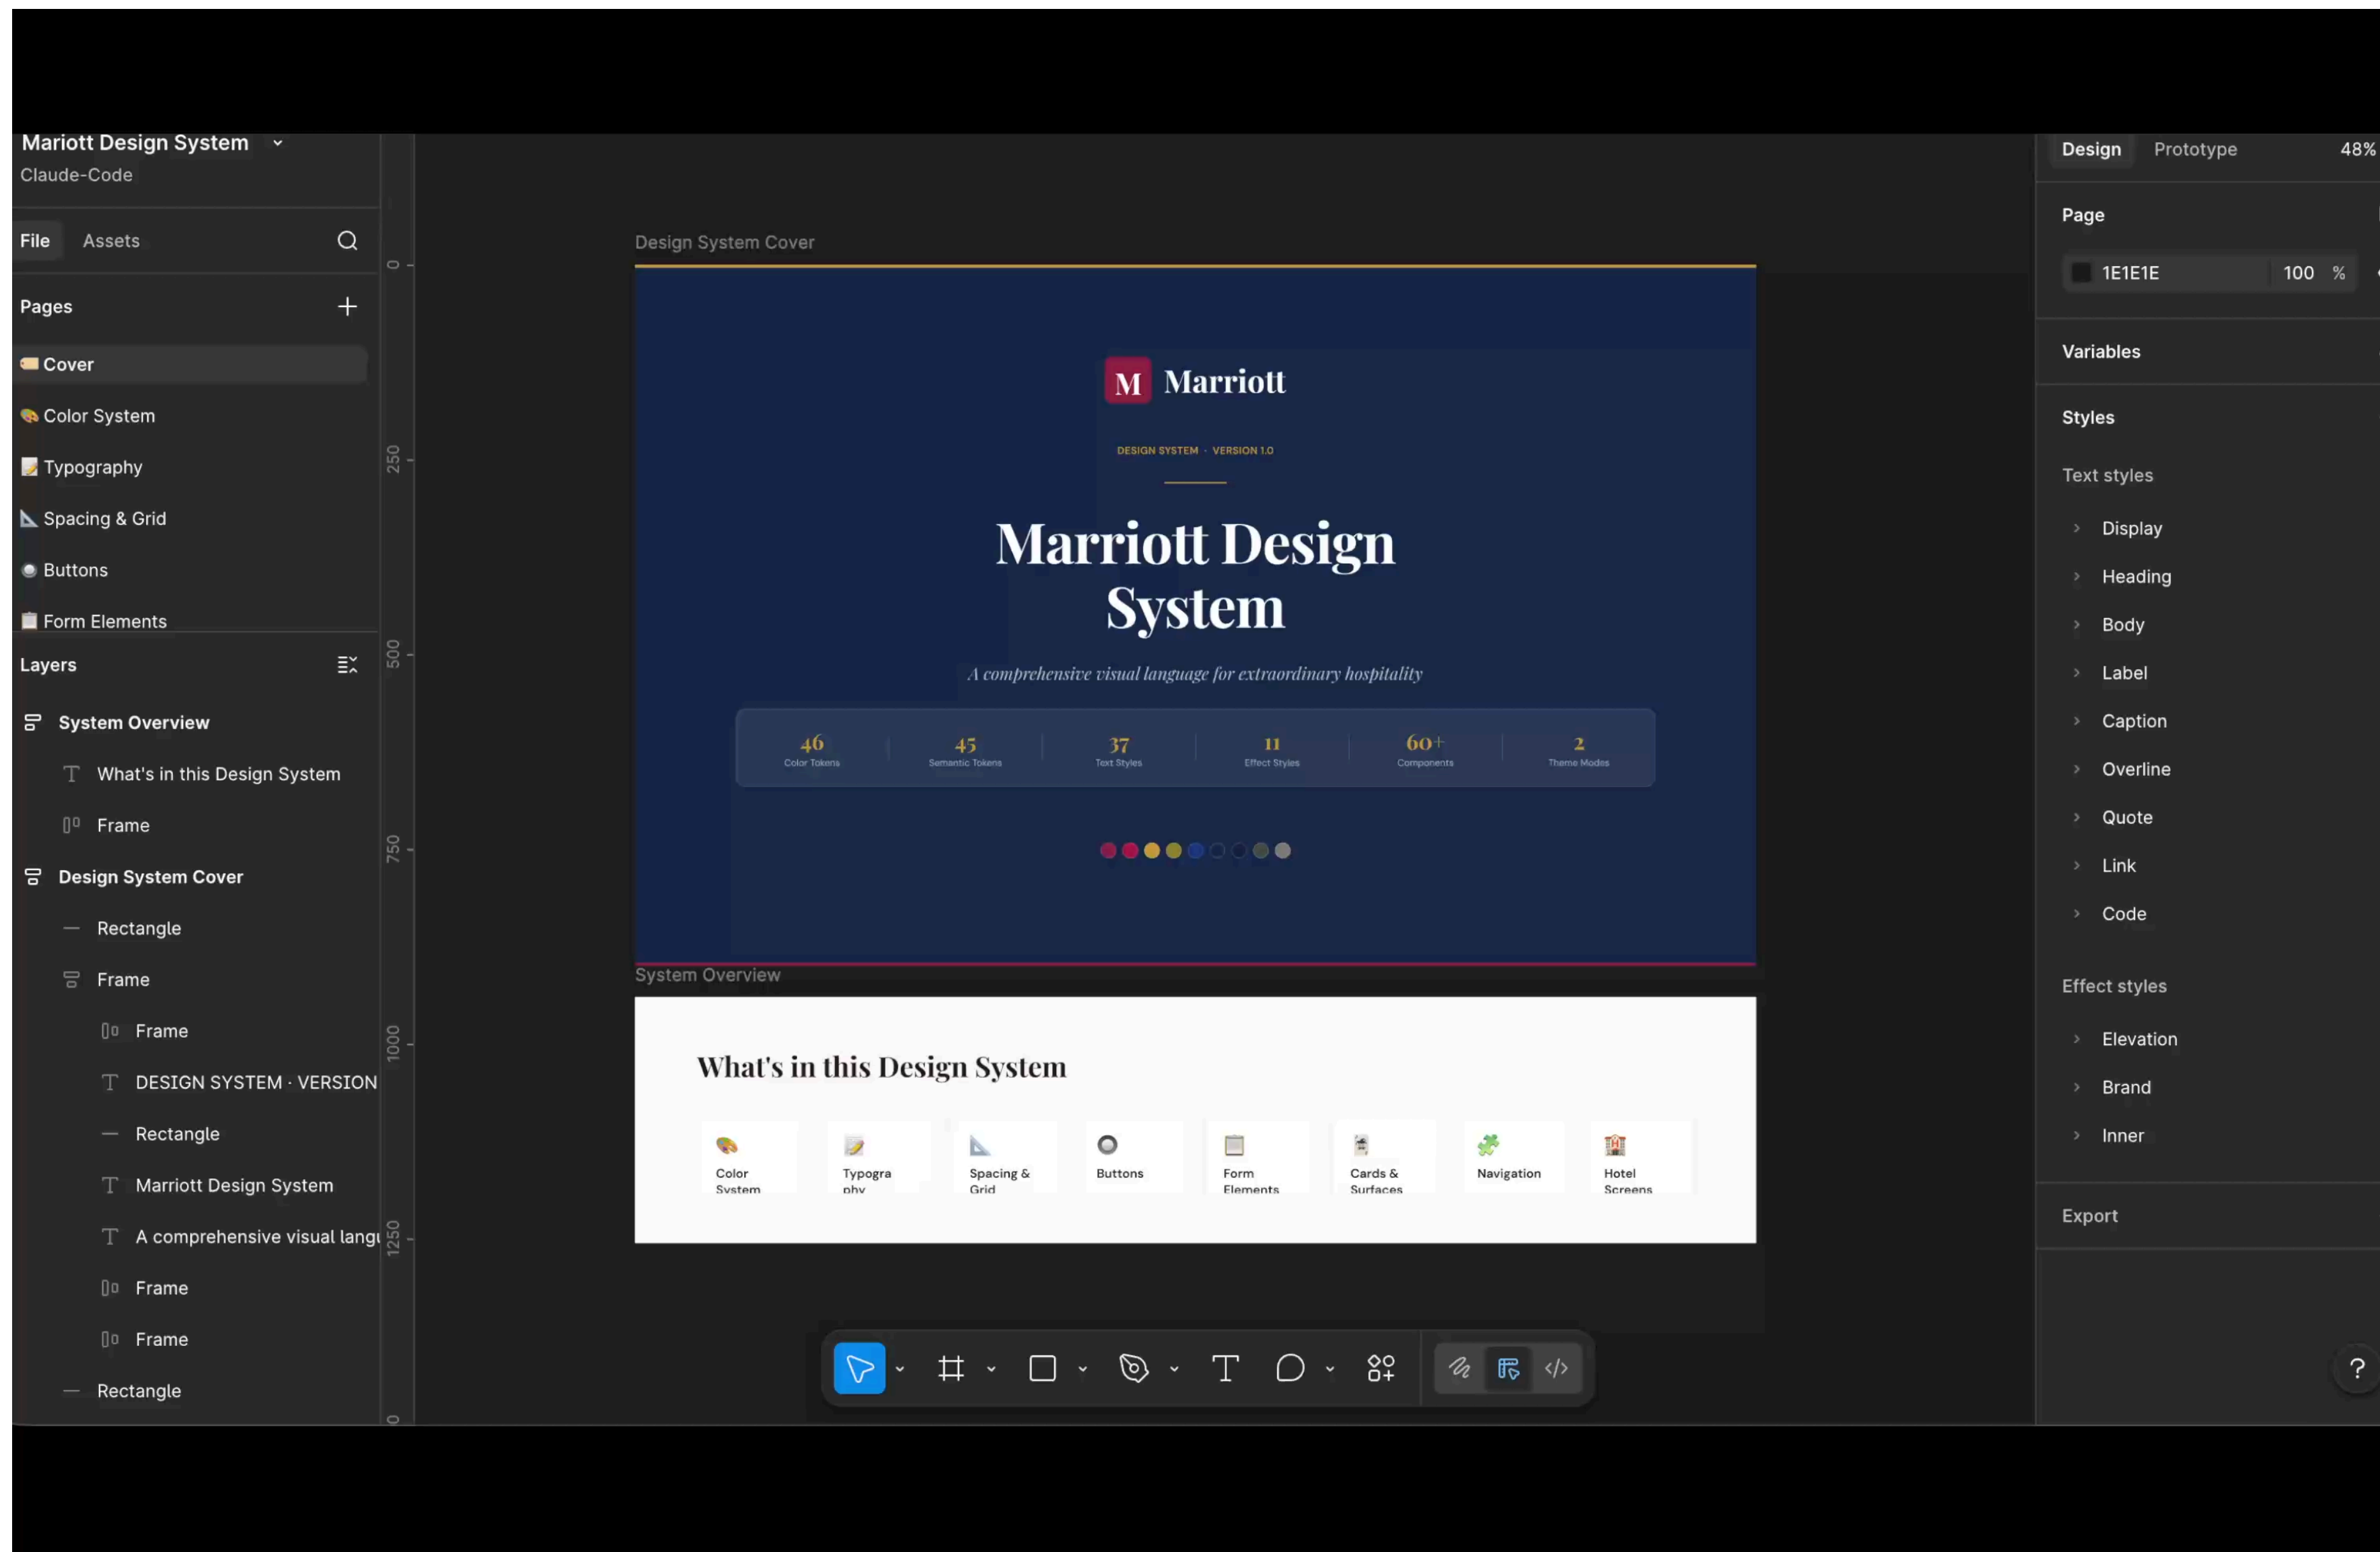 Mariott Design System
Claude-Code
File Assets
Pages
Cover
Color System
Typography
Spacing & Grid
Buttons
Form Elements
Layers
System Overview
What's in this Design System
Frame
Design System Cover
Rectangle
Frame
Frame
DESIGN SYSTEM · VERSION
Rectangle
Marriott Design System
A comprehensive visual langu
Frame
Frame
Rectangle
0
250
500
750
1000
1250
0
Design System Cover
M Marriott
DESIGN SYSTEM · VERSION 1.0
Marriott Design
System
A comprehensive visual language for extraordinary hospitality
46 45 37 11 60+ 2
Color Tokens Semantic Tokens Text Styles Effect Styles Components Theme Modes
System Overview
What's in this Design System
Color
System
Typogra
phy
Spacing &
Grid
Buttons
Form
Elements
Cards &
Surfaces
Navigation
Hotel
Screens
Design Prototype 48%
Page
1E1E1E 100 %
Variables
Styles
Text styles
Display
Heading
Body
Label
Caption
Overline
Quote
Link
Code
Effect styles
Elevation
Brand
Inner
Export
?